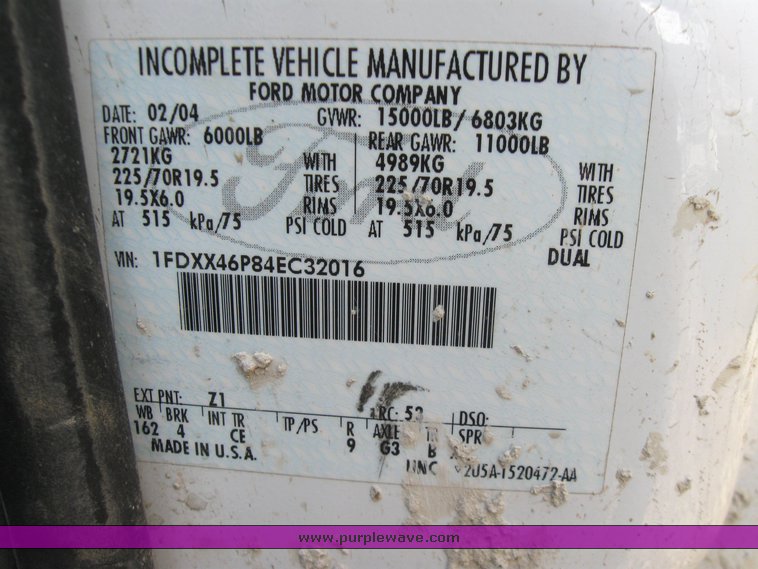 INCOMPLETE VEHICLE MANUFACTURED BY
FORD MOTOR COMPANY
DATE: 02/04 GVWR: 15000LB/ 6803KG
FRONT GAWR: 6000LB REAR GAWR: 11000LB
2721KG WITH 4989KG WITH
225/70R19.5 TIRES 225/70R19.5 TIRES
19.5X6.0 RIMS 19.5X6.0 RIMS
AT 515 kPa/75 PSI COLD AT 515 kPa/75 PSI COLD
DUAL
VIN: 1FDXX46P84EC32016
Ford
EXT PNT: Z1 RC: 52 DSO:
WB BRK INT TR TP/PS R AXLE TR SPR
162 4 CE 9 G3 B
MADE IN U.S.A. 2U5A-1520472-AA
www.purplewave.com